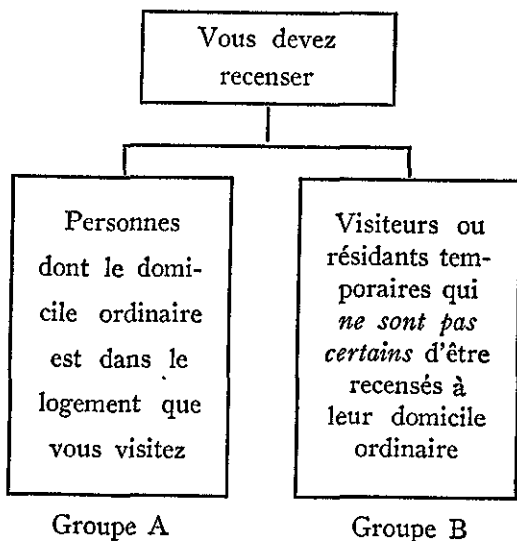 Vous devez
recenser
Personnes
dont le domi-
cile ordinaire
est dans le
logement que
vous visitez
Groupe A
Visiteurs ou
résidants tem-
poraires qui
ne sont pas
certains d'être
recensés à
leur domicile
ordinaire
Groupe B